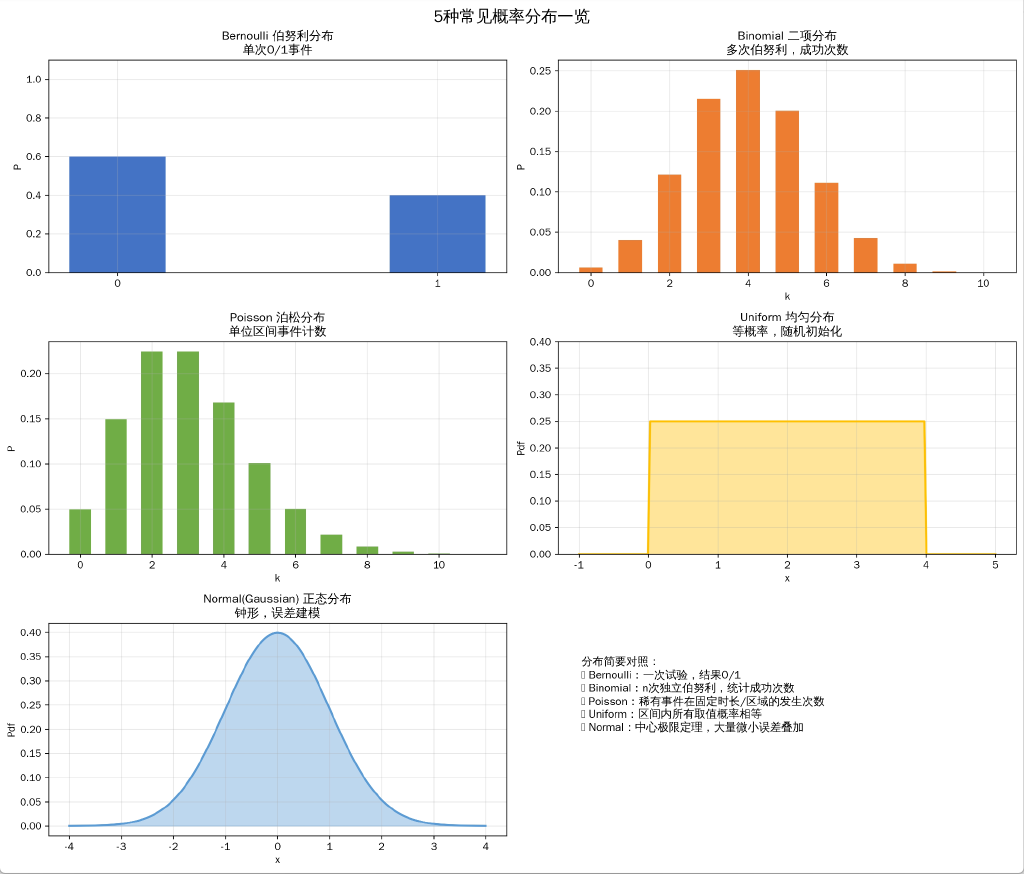 5种常见概率分布一览
Bernoulli 伯努利分布
单次0/1事件
1.0
0.8
0.6
0.4
0.2
0.0
P
0 1
Binomial 二项分布
多次伯努利，成功次数
0.25
0.20
0.15
0.10
0.05
0.00
P
0 2 4 6 8 10
k
Poisson 泊松分布
单位区间事件计数
0.20
0.15
0.10
0.05
0.00
P
0 2 4 6 8 10
k
Uniform 均匀分布
等概率，随机初始化
0.40
0.35
0.30
0.25
0.20
0.15
0.10
0.05
0.00
Pdf
-1 0 1 2 3 4 5
x
Normal(Gaussian) 正态分布
钟形，误差建模
0.40
0.35
0.30
0.25
0.20
0.15
0.10
0.05
0.00
Pdf
-4 -3 -2 -1 0 1 2 3 4
x
分布简要对照：
▯ Bernoulli：一次试验，结果0/1
▯ Binomial：n次独立伯努利，统计成功次数
▯ Poisson：稀有事件在固定时长/区域的发生次数
▯ Uniform：区间内所有取值概率相等
▯ Normal：中心极限定理，大量微小误差叠加